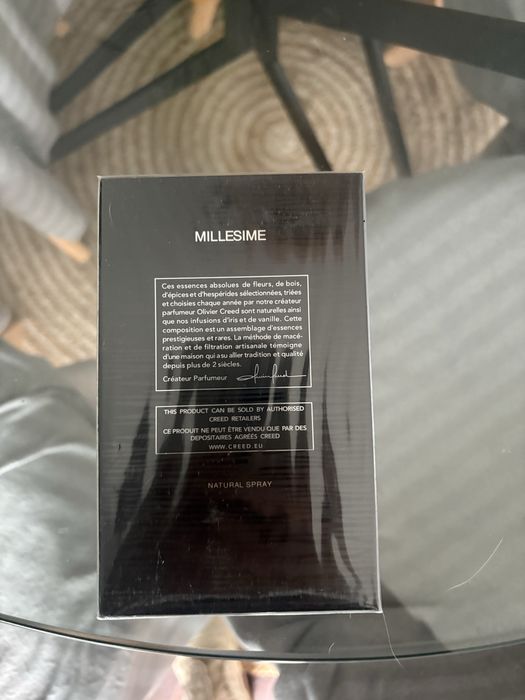 MILLESIME
Ces essences absolues de fleurs, de bois,
d'épices et d'hespérides sélectionnées, triées
et choisies chaque année par notre créateur
parfumeur Olivier Creed sont naturelles ainsi
que nos infusions d'iris et de vanille. Cette
composition est un assemblage d'essences
prestigieuses et rares. La méthode de macé-
ration et de filtration artisanale témoigne
d'une maison qui a su allier tradition et qualité
depuis plus de 2 siècles.
Créateur Parfumeur
THIS PRODUCT CAN BE SOLD BY AUTHORISED
CREED RETAILERS
CE PRODUIT NE PEUT ÊTRE VENDU QUE PAR DES
DEPOSITAIRES AGRÉÉS CREED
WWW.CREED.EU
NATURAL SPRAY